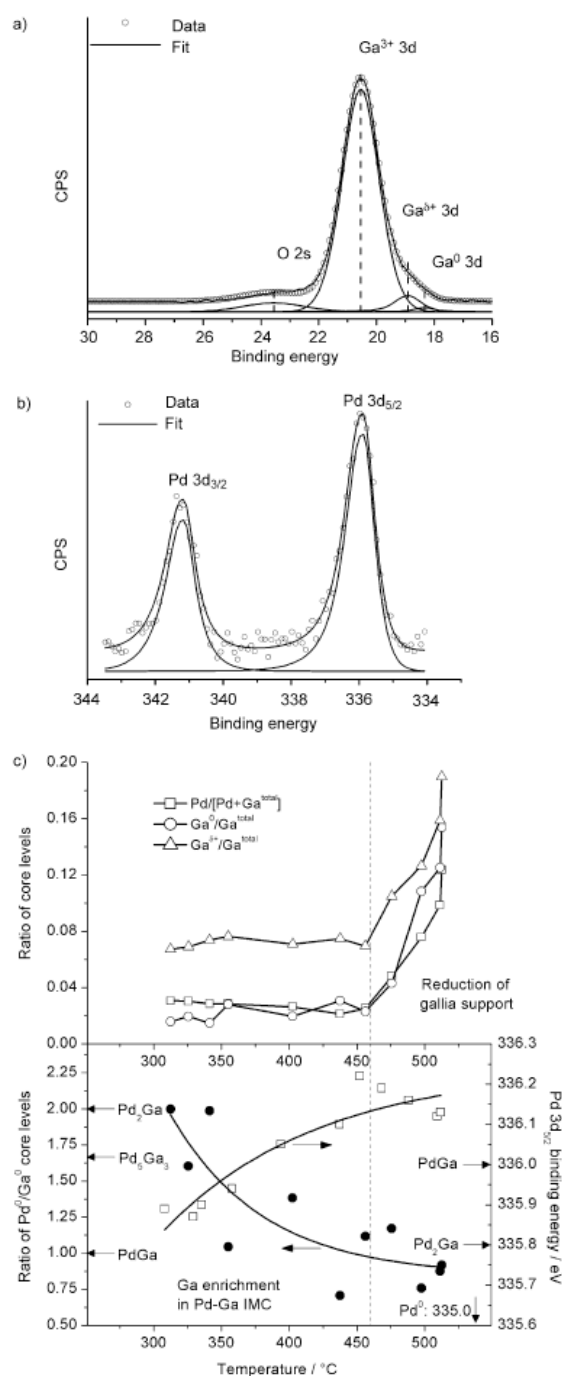 a)
Data
Fit
Ga³⁺ 3d
Gaᵟ⁺ 3d
Ga⁰ 3d
O 2s
CPS
30 28 26 24 22 20 18 16
Binding energy
b)
Data
Fit
Pd 3d₅/₂
Pd 3d₃/₂
CPS
344 342 340 338 336 334
Binding energy
c)
0.20
0.16
0.12
0.08
0.04
0.00
Ratio of core levels
Pd/[Pd+Gaᵗᵒᵗᵃˡ]
Ga⁰/Gaᵗᵒᵗᵃˡ
Gaᵟ⁺/Gaᵗᵒᵗᵃˡ
Reduction of
gallia support
300 350 400 450 500
2.25
2.00
1.75
1.50
1.25
1.00
0.75
0.50
Ratio of Pd⁰/Ga⁰ core levels
Pd₂Ga
Pd₅Ga₃
PdGa
Ga enrichment
in Pd-Ga IMC
PdGa
Pd₂Ga
Pd⁰: 335.0
336.3
336.2
336.1
336.0
335.9
335.8
335.7
335.6
Pd 3d₅/₂ binding energy / eV
300 350 400 450 500
Temperature / °C